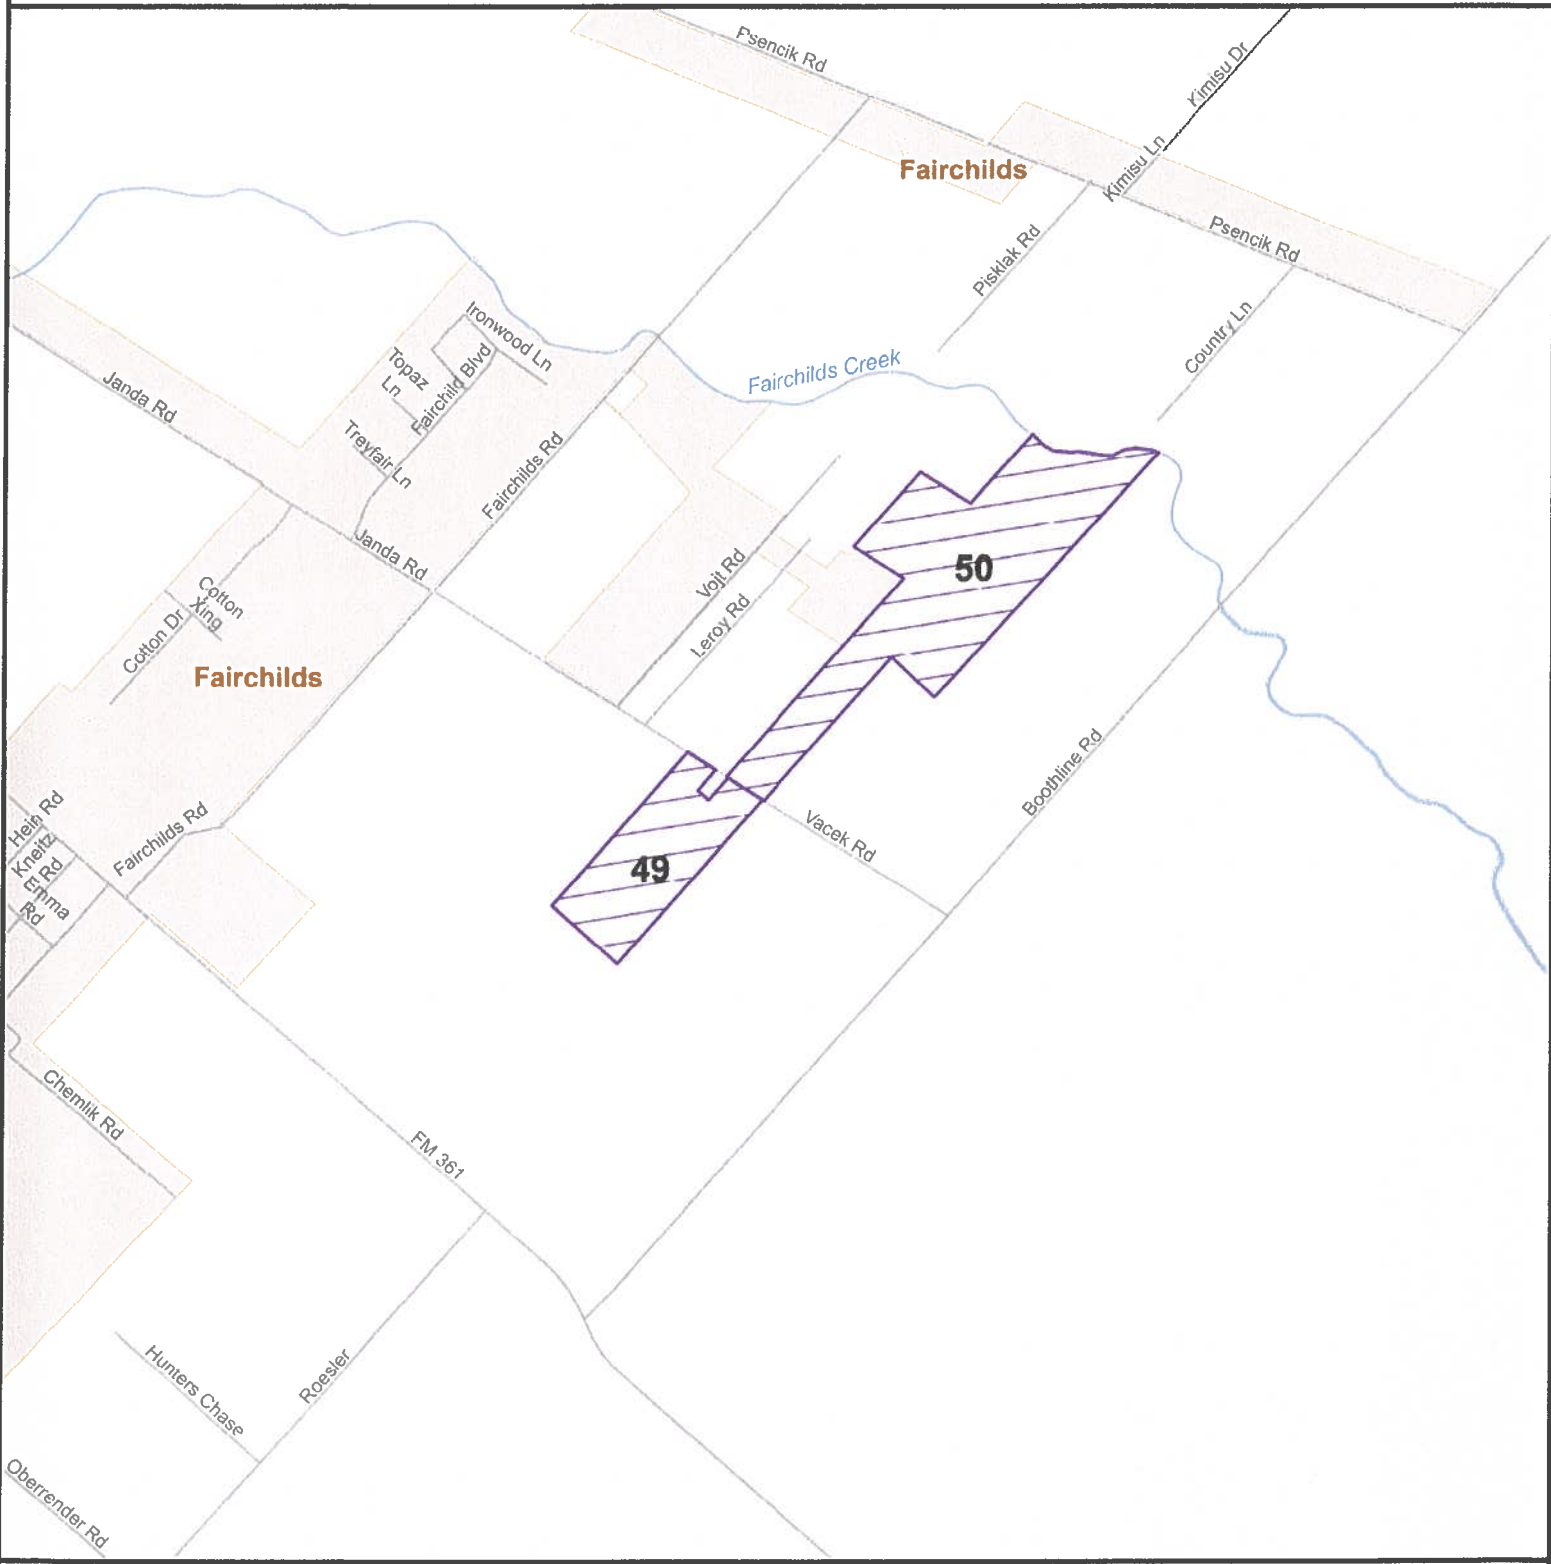 Psencik Rd
Kimisu Dr
Fairchilds
Kimisu Ln
Psencik Rd
Pisklak Rd
Country Ln
Ironwood Ln
Topaz
Ln
Fairchild Blvd
Fairchilds Creek
Janda Rd
Treyfair Ln
Fairchilds Rd
Janda Rd
Vojt Rd
Leroy Rd
50
Cotton
Xing
Cotton Dr
Fairchilds
Boothline Rd
Hein Rd
Kneitz
Rd
Emma
Rd
Fairchilds Rd
Vacek Rd
49
Chemlik Rd
FM 361
Roesler
Hunters Chase
Oberrender Rd